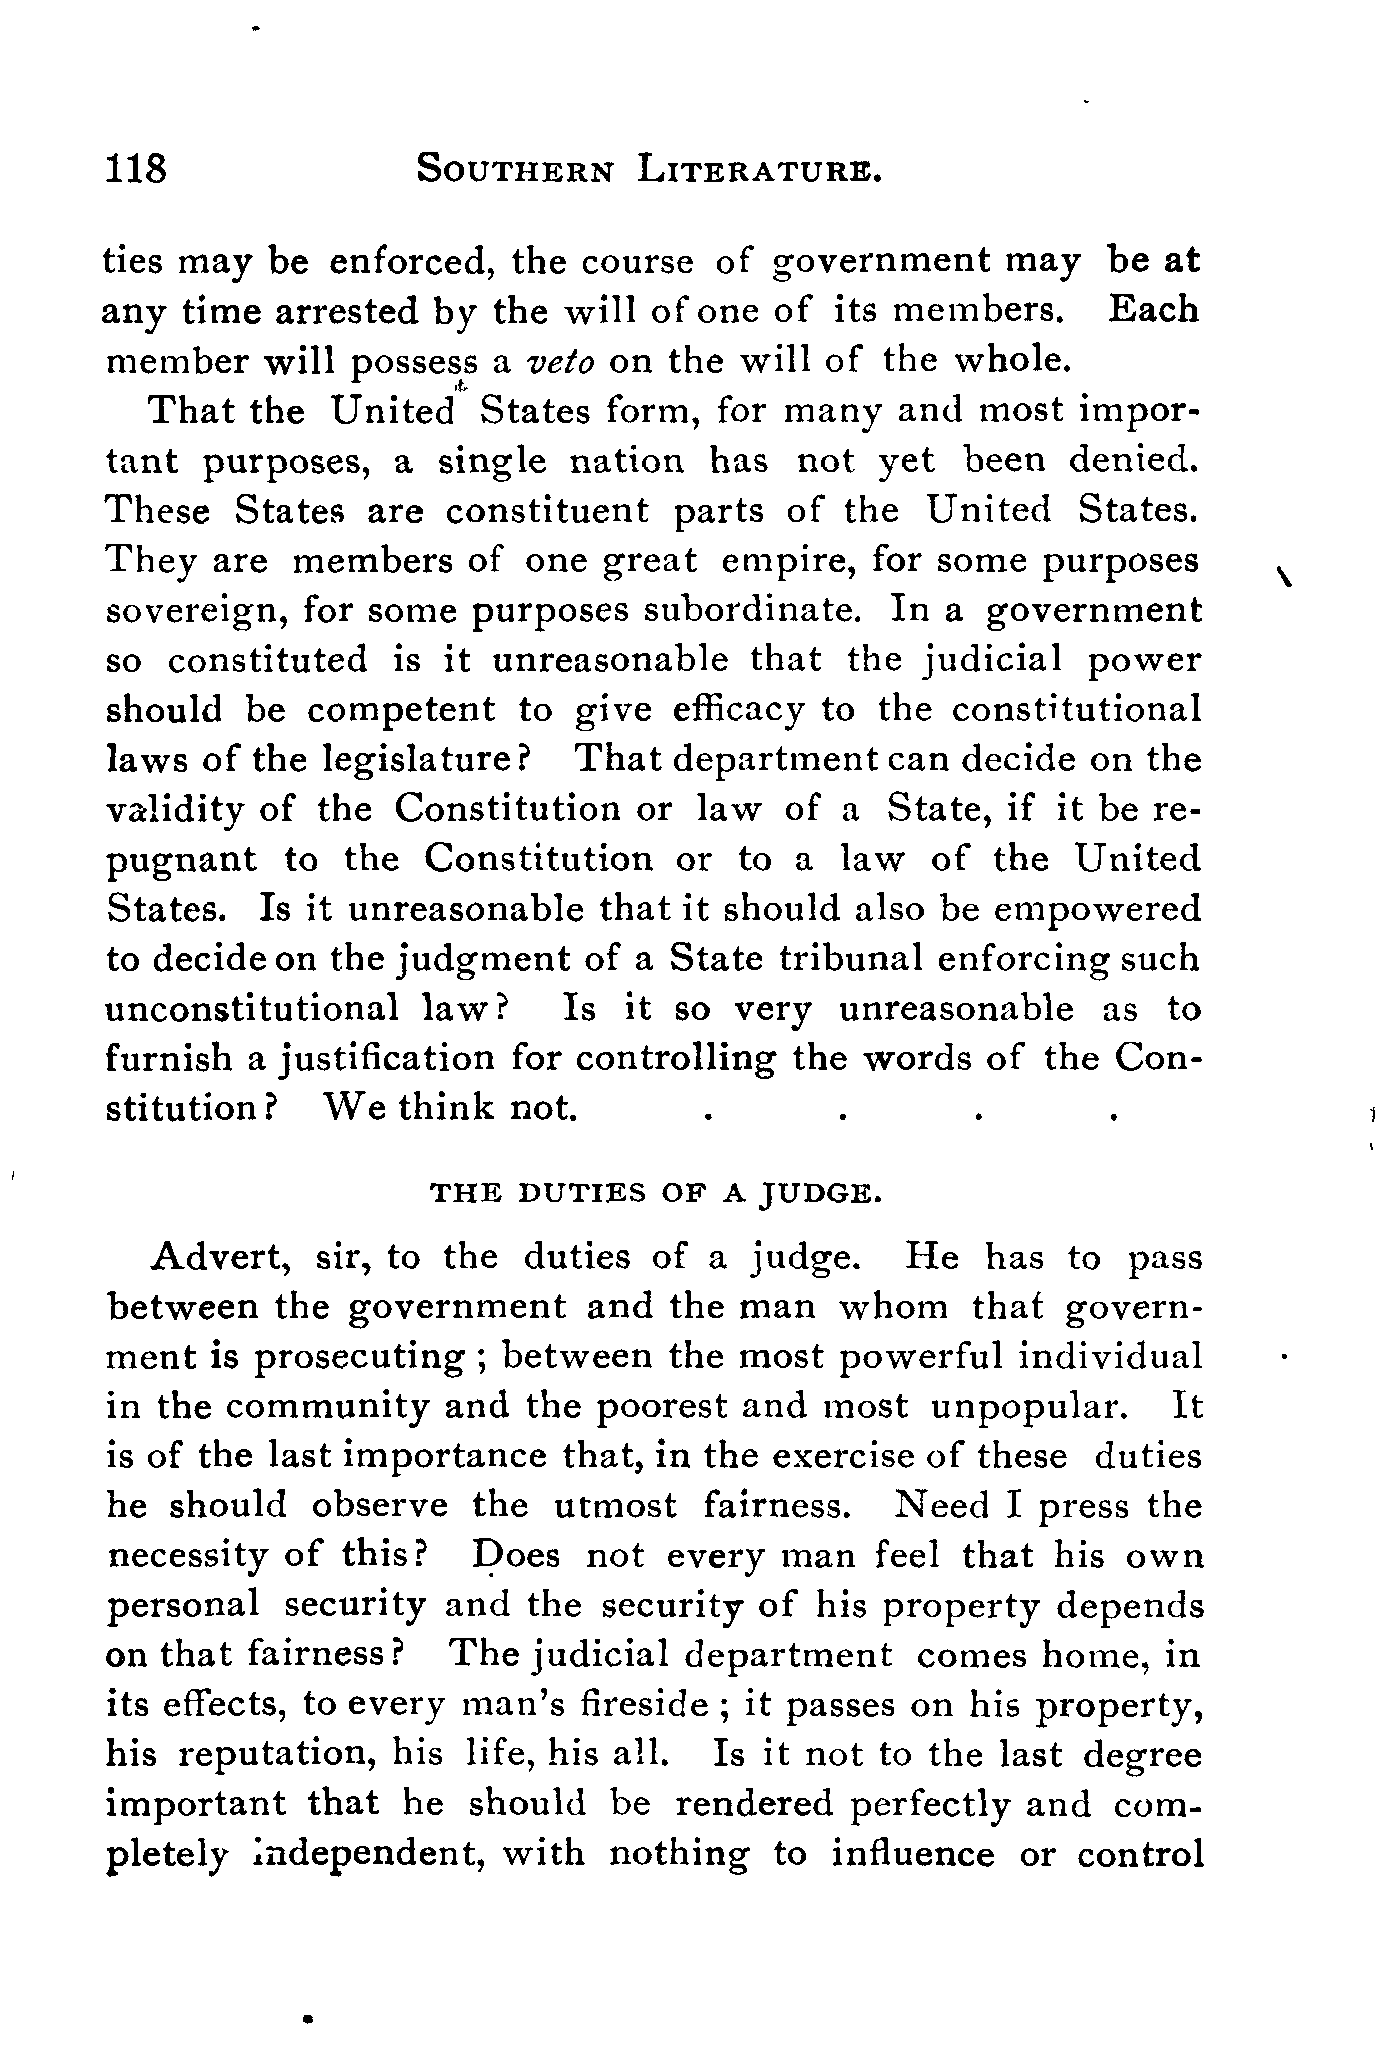 118 SOUTHERN LITERATURE.
ties may be enforced, the course of government may be at
any time arrested by the will of one of its members. Each
member will possess a veto on the will of the whole.
That the United States form, for many and most impor-
tant purposes, a single nation has not yet been denied.
These States are constituent parts of the United States.
They are members of one great empire, for some purposes
sovereign, for some purposes subordinate. In a government
so constituted is it unreasonable that the judicial power
should be competent to give efficacy to the constitutional
laws of the legislature? That department can decide on the
validity of the Constitution or law of a State, if it be re-
pugnant to the Constitution or to a law of the United
States. Is it unreasonable that it should also be empowered
to decide on the judgment of a State tribunal enforcing such
unconstitutional law? Is it so very unreasonable as to
furnish a justification for controlling the words of the Con-
stitution? We think not. . . . .
THE DUTIES OF A JUDGE.
Advert, sir, to the duties of a judge. He has to pass
between the government and the man whom that govern-
ment is prosecuting; between the most powerful individual
in the community and the poorest and most unpopular. It
is of the last importance that, in the exercise of these duties
he should observe the utmost fairness. Need I press the
necessity of this? Does not every man feel that his own
personal security and the security of his property depends
on that fairness? The judicial department comes home, in
its effects, to every man's fireside; it passes on his property,
his reputation, his life, his all. Is it not to the last degree
important that he should be rendered perfectly and com-
pletely independent, with nothing to influence or control